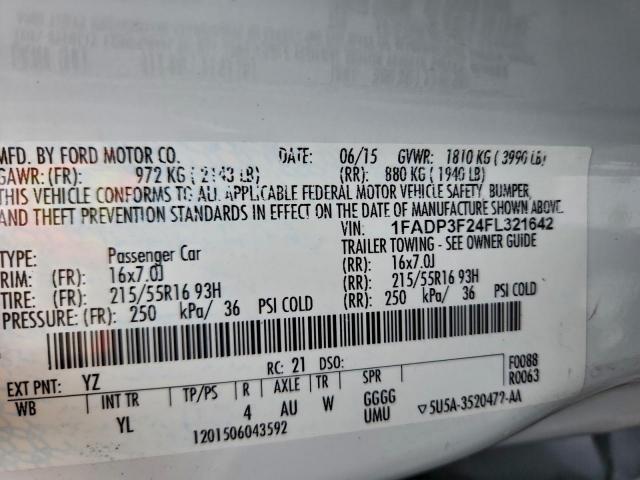 MFD. BY FORD MOTOR CO. DATE: 06/15 GVWR: 1810 KG ( 3990 LB)
GAWR: (FR): 972 KG ( 2143 LB) (RR): 880 KG ( 1940 LB)
THIS VEHICLE CONFORMS TO ALL APPLICABLE FEDERAL MOTOR VEHICLE SAFETY, BUMPER,
AND THEFT PREVENTION STANDARDS IN EFFECT ON THE DATE OF MANUFACTURE SHOWN ABOVE.
VIN: 1FADP3F24FL321642
TYPE: Passenger Car TRAILER TOWING - SEE OWNER GUIDE
RIM: (FR): 16x7.0J (RR): 16x7.0J
TIRE: (FR): 215/55R16 93H (RR): 215/55R16 93H
PRESSURE: (FR): 250 kPa/ 36 PSI COLD (RR): 250 kPa/ 36 PSI COLD
EXT PNT: YZ RC: 21 DSO: F0088
WB INT TR TP/PS R AXLE TR SPR R0063
YL 4 AU W GGGG
UMU ▽ 5U5A-3520472-AA
1201506043592